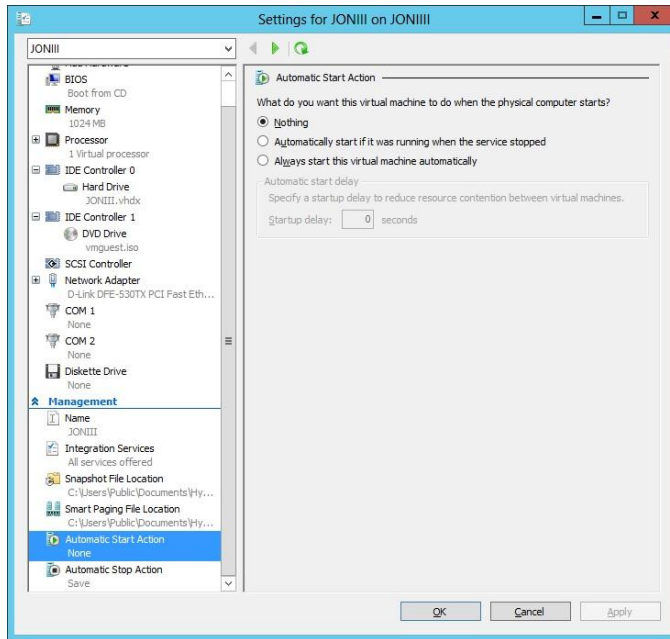 Settings for JONIII on JONIIII
JONIII
BIOS
Boot from CD
Memory
1024 MB
Processor
1 Virtual processor
IDE Controller 0
Hard Drive
JONIII.vhdx
IDE Controller 1
DVD Drive
vmguest.iso
SCSI Controller
Network Adapter
D-Link DFE-530TX PCI Fast Eth...
COM 1
None
COM 2
None
Diskette Drive
None
Management
Name
JONIII
Integration Services
All services offered
Snapshot File Location
C:\Users\Public\Documents\Hy...
Smart Paging File Location
C:\Users\Public\Documents\Hy...
Automatic Start Action
None
Automatic Stop Action
Save
Automatic Start Action
What do you want this virtual machine to do when the physical computer starts?
Nothing
Automatically start if it was running when the service stopped
Always start this virtual machine automatically
Automatic start delay
Specify a startup delay to reduce resource contention between virtual machines.
Startup delay: 0 seconds
OK Cancel Apply